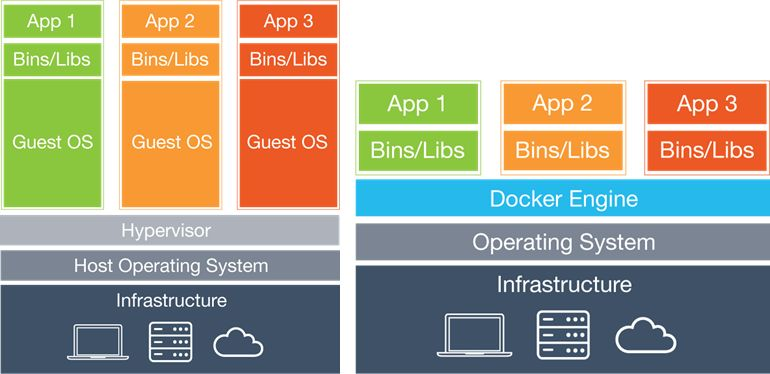 App 1
App 2
App 3
Bins/Libs
Bins/Libs
Bins/Libs
Guest OS
Guest OS
Guest OS
Hypervisor
Host Operating System
Infrastructure
App 1
App 2
App 3
Bins/Libs
Bins/Libs
Bins/Libs
Docker Engine
Operating System
Infrastructure